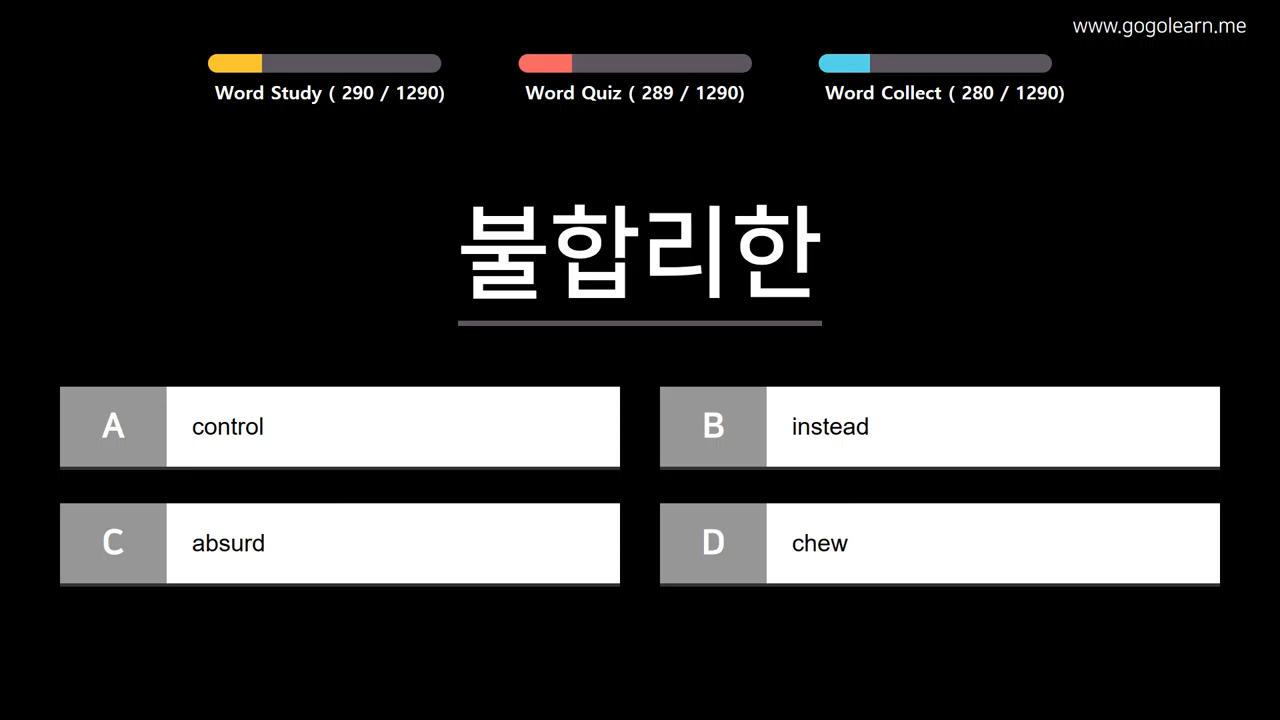 www.gogolearn.me
Word Study ( 290 / 1290)
Word Quiz ( 289 / 1290)
Word Collect ( 280 / 1290)
불합리한
A control
B instead
C absurd
D chew